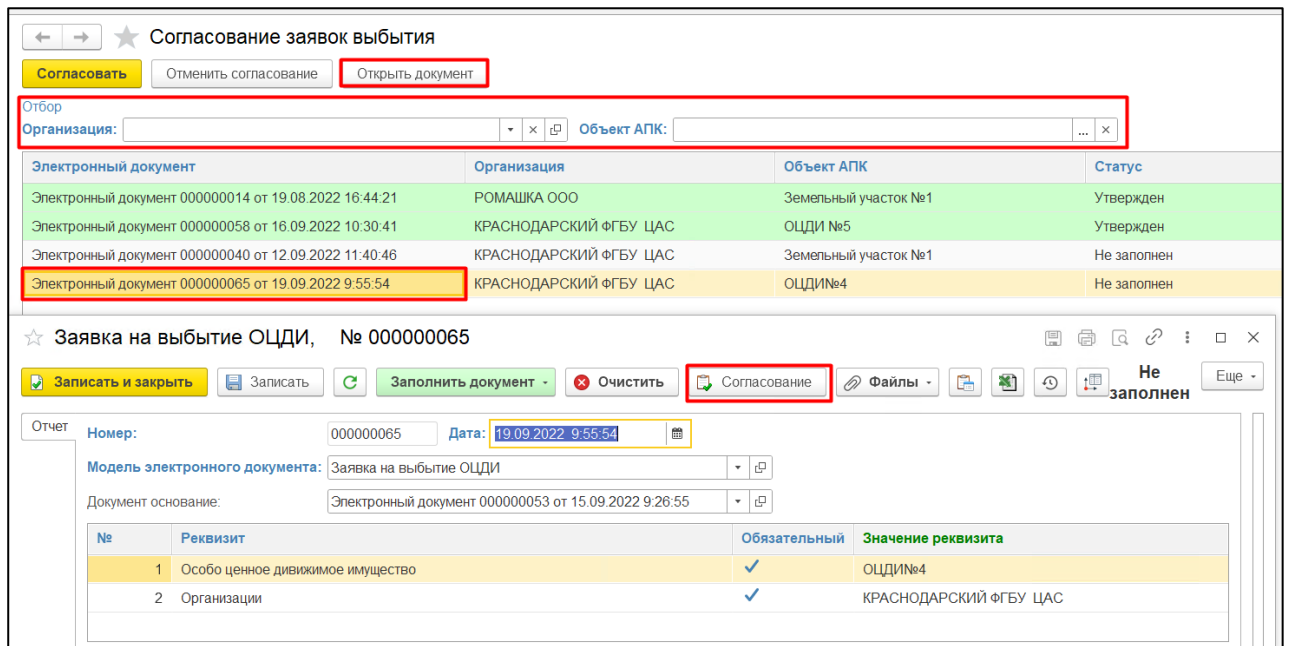 Согласование заявок выбытия
Согласовать Отменить согласование Открыть документ
Отбор
Организация: Объект АПК: ...
Электронный документ Организация Объект АПК Статус
Электронный документ 000000014 от 19.08.2022 16:44:21 РОМАШКА ООО Земельный участок №1 Утвержден
Электронный документ 000000058 от 16.09.2022 10:30:41 КРАСНОДАРСКИЙ ФГБУ ЦАС ОЦДИ №5 Утвержден
Электронный документ 000000040 от 12.09.2022 11:40:46 КРАСНОДАРСКИЙ ФГБУ ЦАС Земельный участок №1 Не заполнен
Электронный документ 000000065 от 19.09.2022 9:55:54 КРАСНОДАРСКИЙ ФГБУ ЦАС ОЦДИ№4 Не заполнен
Заявка на выбытие ОЦДИ, № 000000065
Записать и закрыть Записать Заполнить документ Очистить Согласование Файлы Не заполнен Еще
Отчет
Номер: 000000065 Дата: 19.09.2022 9:55:54
Модель электронного документа: Заявка на выбытие ОЦДИ
Документ основание: Электронный документ 000000053 от 15.09.2022 9:26:55
№ Реквизит Обязательный Значение реквизита
1 Особо ценное дивижимое имущество ОЦДИ№4
2 Организации КРАСНОДАРСКИЙ ФГБУ ЦАС